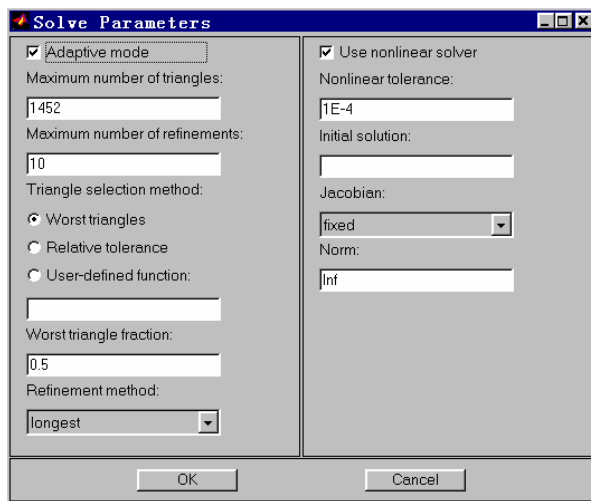 Solve Parameters
Adaptive mode
Maximum number of triangles:
1452
Maximum number of refinements:
10
Triangle selection method:
Worst triangles
Relative tolerance
User-defined function:
Worst triangle fraction:
0.5
Refinement method:
longest
Use nonlinear solver
Nonlinear tolerance:
1E-4
Initial solution:
Jacobian:
fixed
Norm:
Inf
OK
Cancel